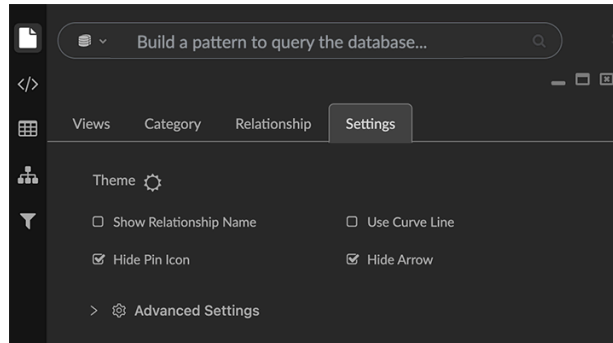 Build a pattern to query the database...
</>
Views Category Relationship Settings
Theme
Show Relationship Name Use Curve Line
Hide Pin Icon Hide Arrow
Advanced Settings